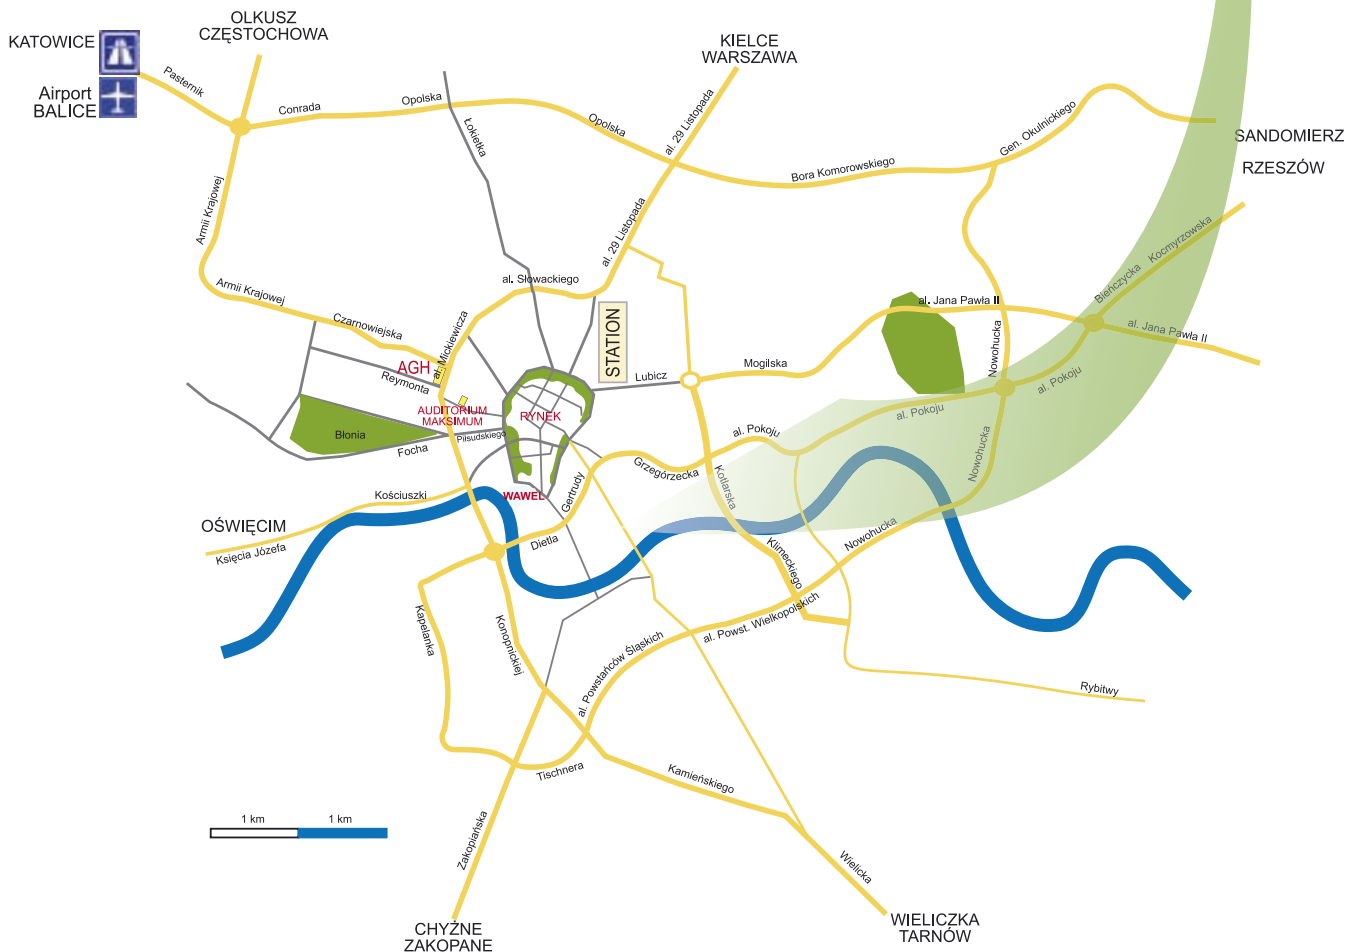 OLKUSZ
CZĘSTOCHOWA
KATOWICE
KIELCE
WARSZAWA
Pasternik
Airport
BALICE
Conrada
Opolska
Opolska
al. 29 Listopada
Łokietka
Gen. Okulnickiego
SANDOMIERZ
RZESZÓW
Bora Komorowskiego
Armii Krajowej
al. 29 Listopada
Kocmyrzowska
Bieńczycka
al. Słowackiego
Armii Krajowej
al. Jana Pawła II
al. Jana Pawła II
Czarnowiejska
al. Mickiewicza
STATION
Nowohucka
AGH
Reymonta
Lubicz
Mogilska
al. Pokoju
AUDITORIUM
MAKSIMUM
RYNEK
al. Pokoju
al. Pokoju
Błonia
Piłsudskiego
Focha
Grzegórzecka
Nowohucka
Kotlarska
Gertrudy
Kościuszki
WAWEL
OŚWIĘCIM
Księcia Józefa
Dietla
Nowohucka
Klimeckiego
Kapelanka
Konopnickiej
al. Powst. Wielkopolskich
al. Powstańców Śląskich
Rybitwy
Tischnera
Kamieńskiego
1 km
1 km
Zakopiańska
Wielicka
CHYŻNE
ZAKOPANE
WIELICZKA
TARNÓW